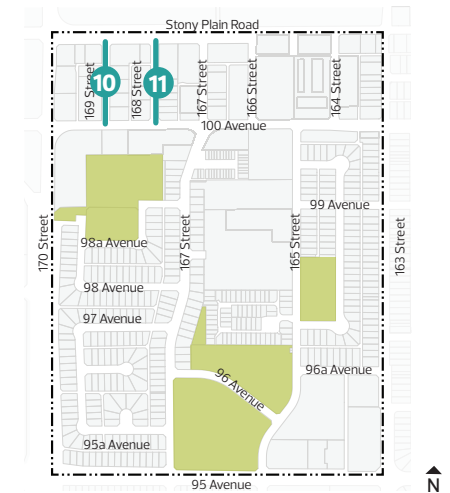 Stony Plain Road
169 Street
10
168 Street
11
167 Street
166 Street
164 Street
100 Avenue
99 Avenue
170 Street
98a Avenue
167 Street
165 Street
163 Street
98 Avenue
97 Avenue
96 Avenue
96a Avenue
95a Avenue
95 Avenue
N